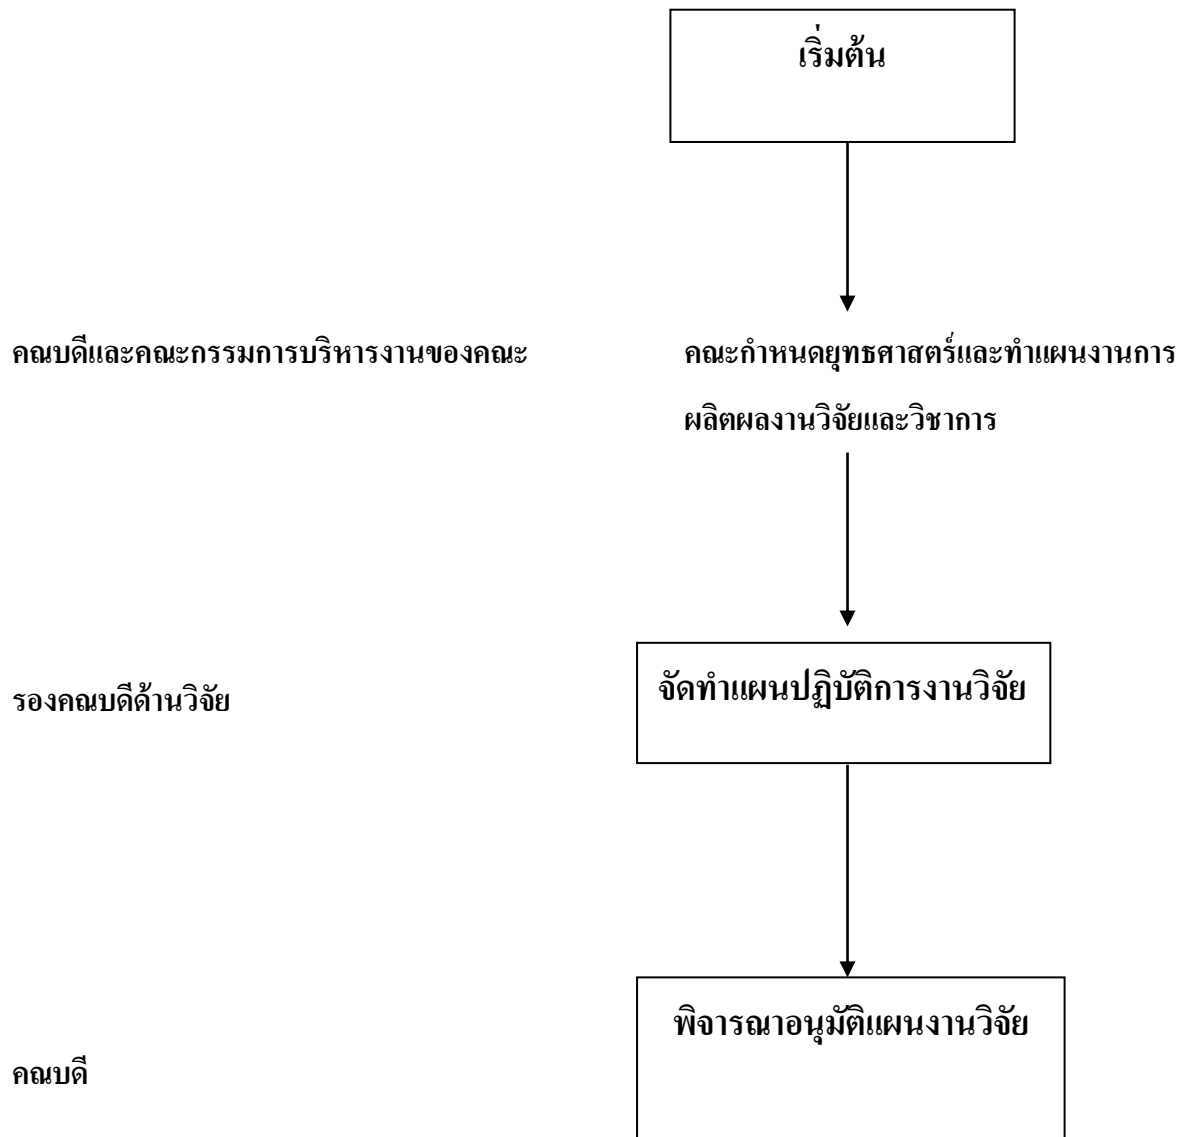 เริ่มต้น
คณบดีและคณะกรรมการบริหารงานของคณะ
คณะกำหนดยุทธศาสตร์และทำแผนงานการ
ผลิตผลงานวิจัยและวิชาการ
รองคณบดีด้านวิจัย
จัดทำแผนปฏิบัติการงานวิจัย
พิจารณาอนุมัติแผนงานวิจัย
คณบดี